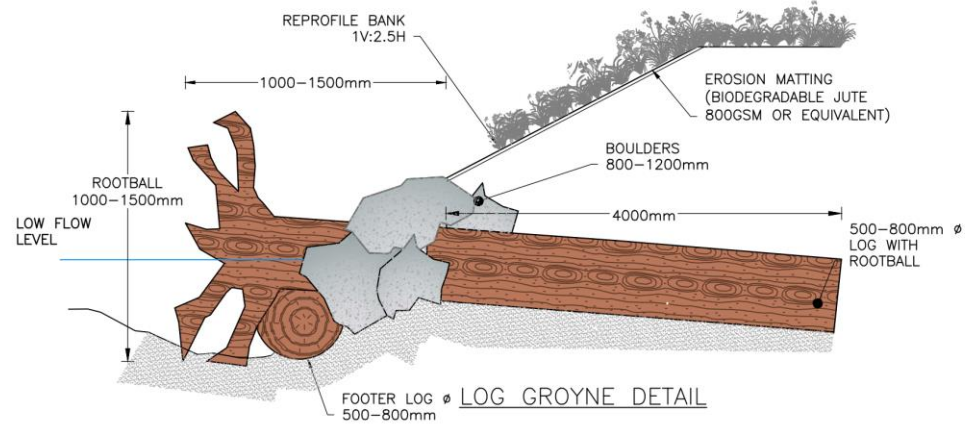 REPROFILE BANK
1V:2.5H
1000-1500mm
EROSION MATTING
(BIODEGRADABLE JUTE
800GSM OR EQUIVALENT)
BOULDERS
800-1200mm
ROOTBALL
1000-1500mm
4000mm
LOW FLOW
LEVEL
500-800mm ø
LOG WITH
ROOTBALL
FOOTER LOG ø
500-800mm
LOG GROYNE DETAIL